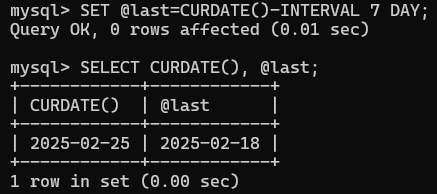 mysql> SET @last=CURDATE()-INTERVAL 7 DAY;
Query OK, 0 rows affected (0.01 sec)

mysql> SELECT CURDATE(), @last;
+------------+------------+
| CURDATE()  | @last      |
+------------+------------+
| 2025-02-25 | 2025-02-18 |
+------------+------------+
1 row in set (0.00 sec)